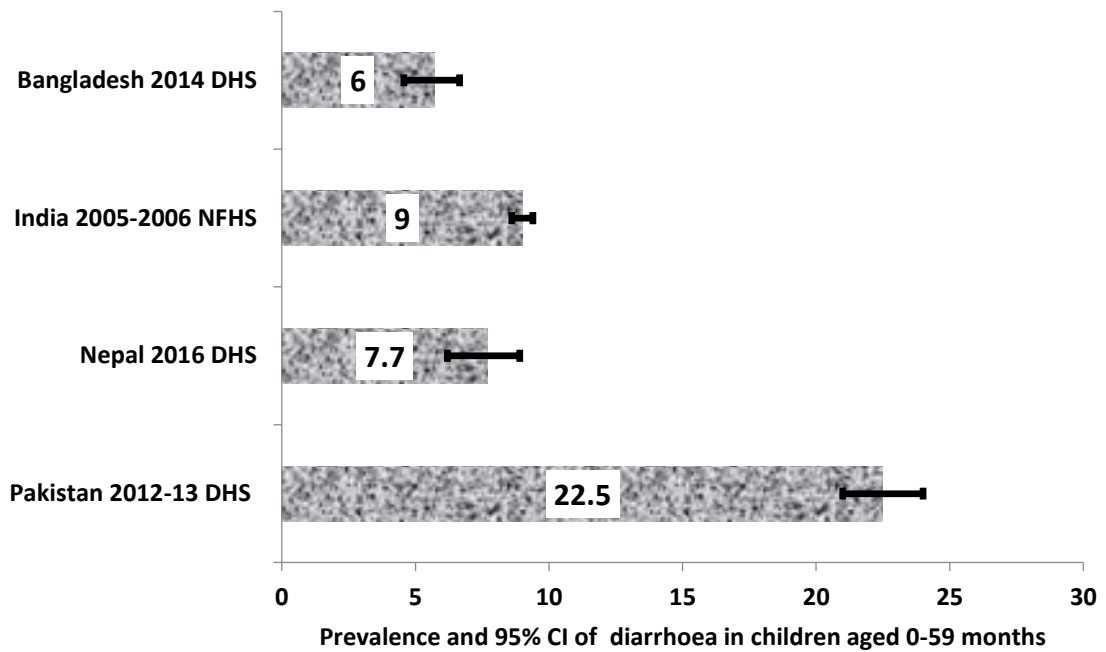 Bangladesh 2014 DHS
6
India 2005-2006 NFHS
9
Nepal 2016 DHS
7.7
Pakistan 2012-13 DHS
22.5
0 5 10 15 20 25 30
Prevalence and 95% CI of diarrhoea in children aged 0-59 months